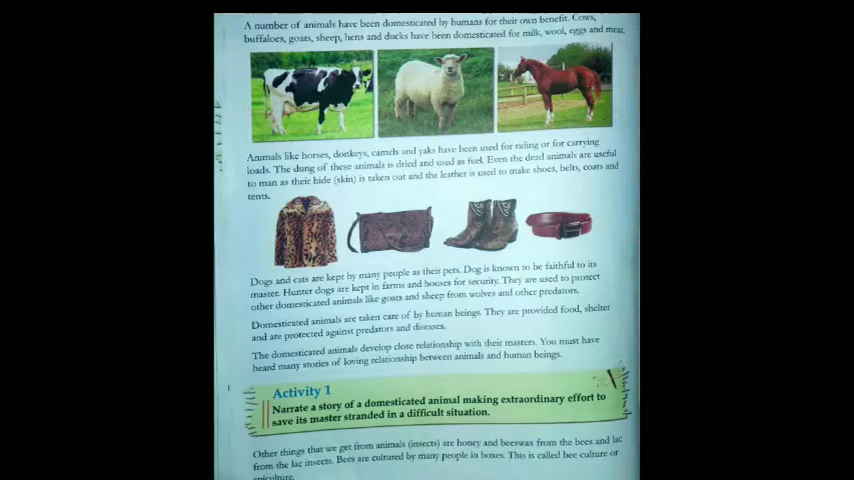 A number of animals have been domesticated by humans for their own benefit. Cows,
buffaloes, goats, sheep, hens and ducks have been domesticated for milk, wool, eggs and meat.
Animals like horses, donkeys, camels and yaks have been used for riding or for carrying
loads. The dung of these animals is dried and used as fuel. Even the dead animals are useful
to man as their hide (skin) is taken out and the leather is used to make shoes, belts, coats and
tents.
Dogs and cats are kept by many people as their pets. Dog is known to be faithful to its
master. Hunter dogs are kept in farms and houses for security. They are used to protect
other domesticated animals like goats and sheep from wolves and other predators.
Domesticated animals are taken care of by human beings. They are provided food, shelter
and are protected against predators and diseases.
The domesticated animals develop close relationship with their masters. You must have
heard many stories of loving relationship between animals and human beings.
Activity 1
Narrate a story of a domesticated animal making extraordinary effort to
save its master stranded in a difficult situation.
Other things that we get from animals (insects) are honey and beeswax from the bees and lac
from the lac insects. Bees are cultured by many people in boxes. This is called bee culture or
apiculture.